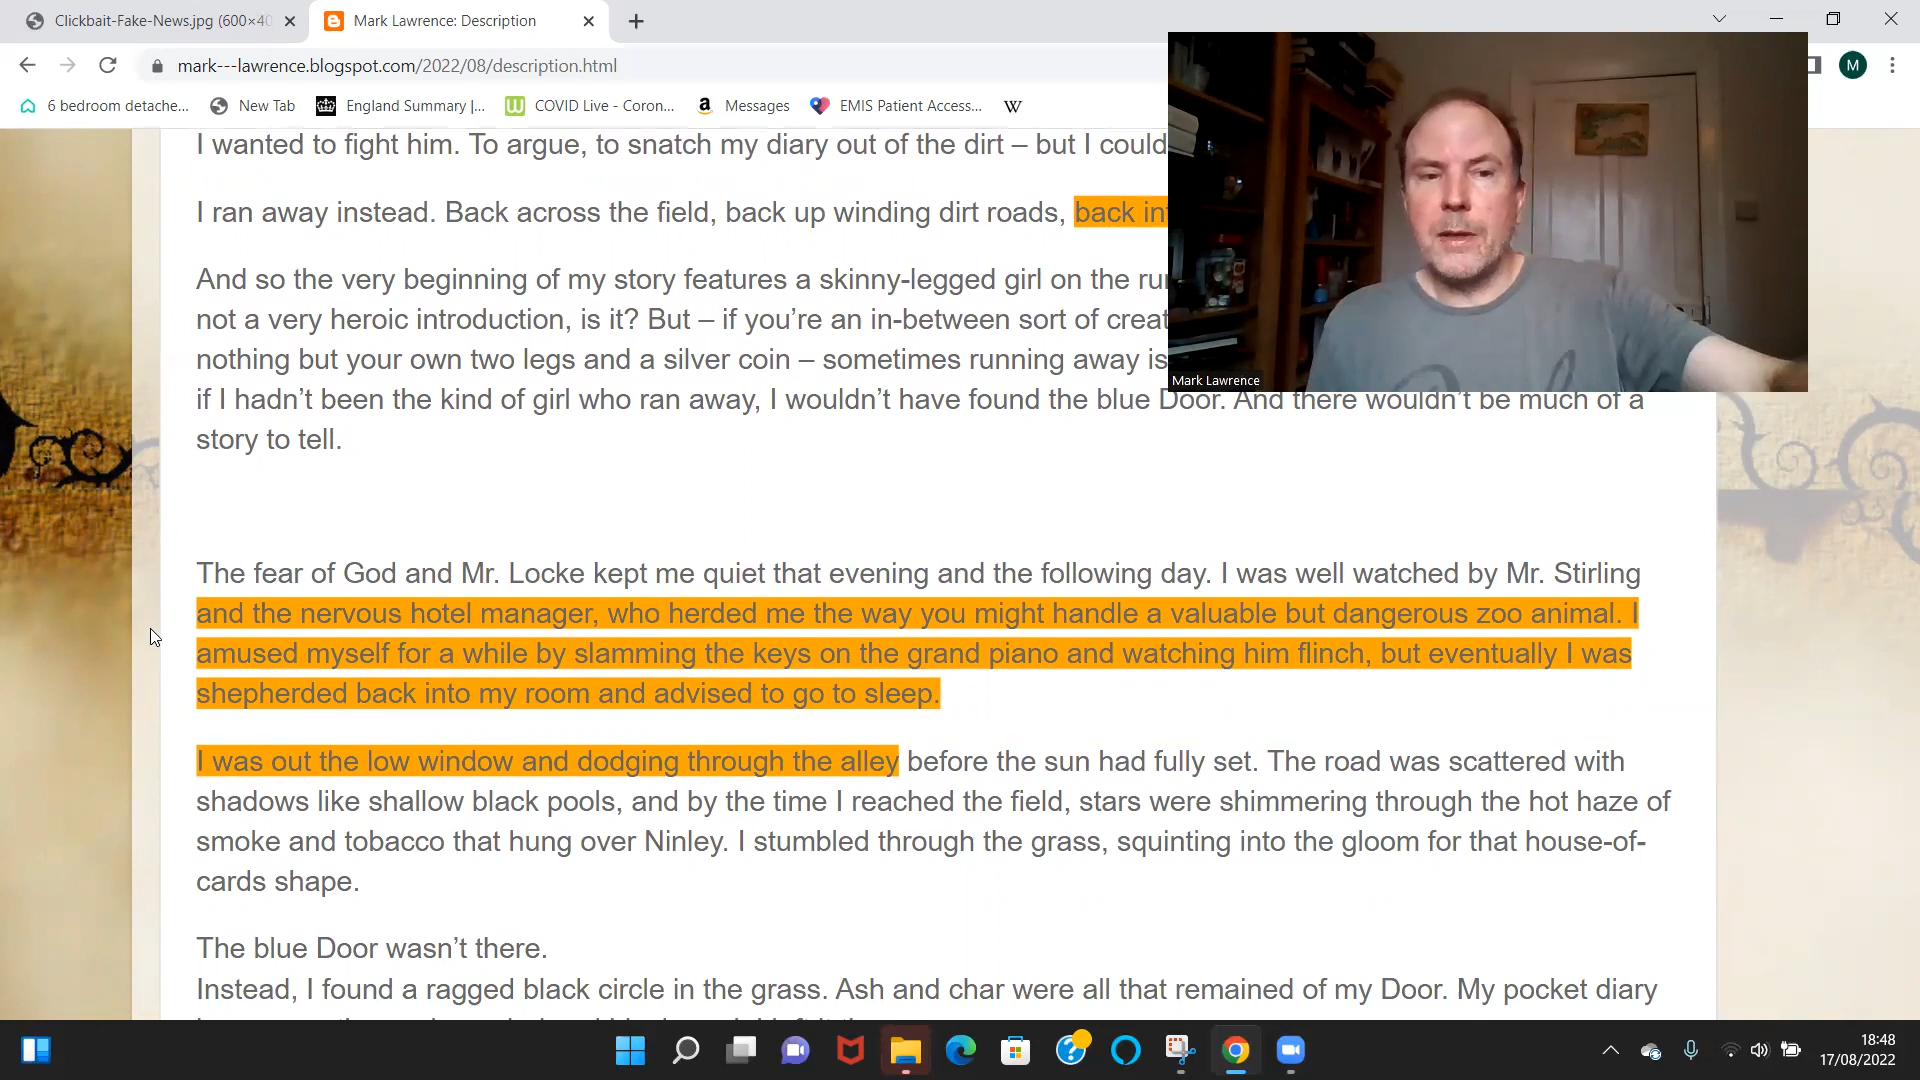 Clickbait-Fake-News.jpg (600×40
Mark Lawrence: Description
mark---lawrence.blogspot.com/2022/08/description.html
M
6 bedroom detache...
New Tab
England Summary |...
COVID Live - Coron...
Messages
EMIS Patient Access...
W
I wanted to fight him. To argue, to snatch my diary out of the dirt – but I could
I ran away instead. Back across the field, back up winding dirt roads, back int
And so the very beginning of my story features a skinny-legged girl on the run
not a very heroic introduction, is it? But – if you’re an in-between sort of creat
nothing but your own two legs and a silver coin – sometimes running away is
Mark Lawrence
if I hadn’t been the kind of girl who ran away, I wouldn’t have found the blue Door. And there wouldn’t be much of a
story to tell.
The fear of God and Mr. Locke kept me quiet that evening and the following day. I was well watched by Mr. Stirling
and the nervous hotel manager, who herded me the way you might handle a valuable but dangerous zoo animal. I
amused myself for a while by slamming the keys on the grand piano and watching him flinch, but eventually I was
shepherded back into my room and advised to go to sleep.
I was out the low window and dodging through the alley before the sun had fully set. The road was scattered with
shadows like shallow black pools, and by the time I reached the field, stars were shimmering through the hot haze of
smoke and tobacco that hung over Ninley. I stumbled through the grass, squinting into the gloom for that house-of-
cards shape.
The blue Door wasn’t there.
Instead, I found a ragged black circle in the grass. Ash and char were all that remained of my Door. My pocket diary
18:48
17/08/2022